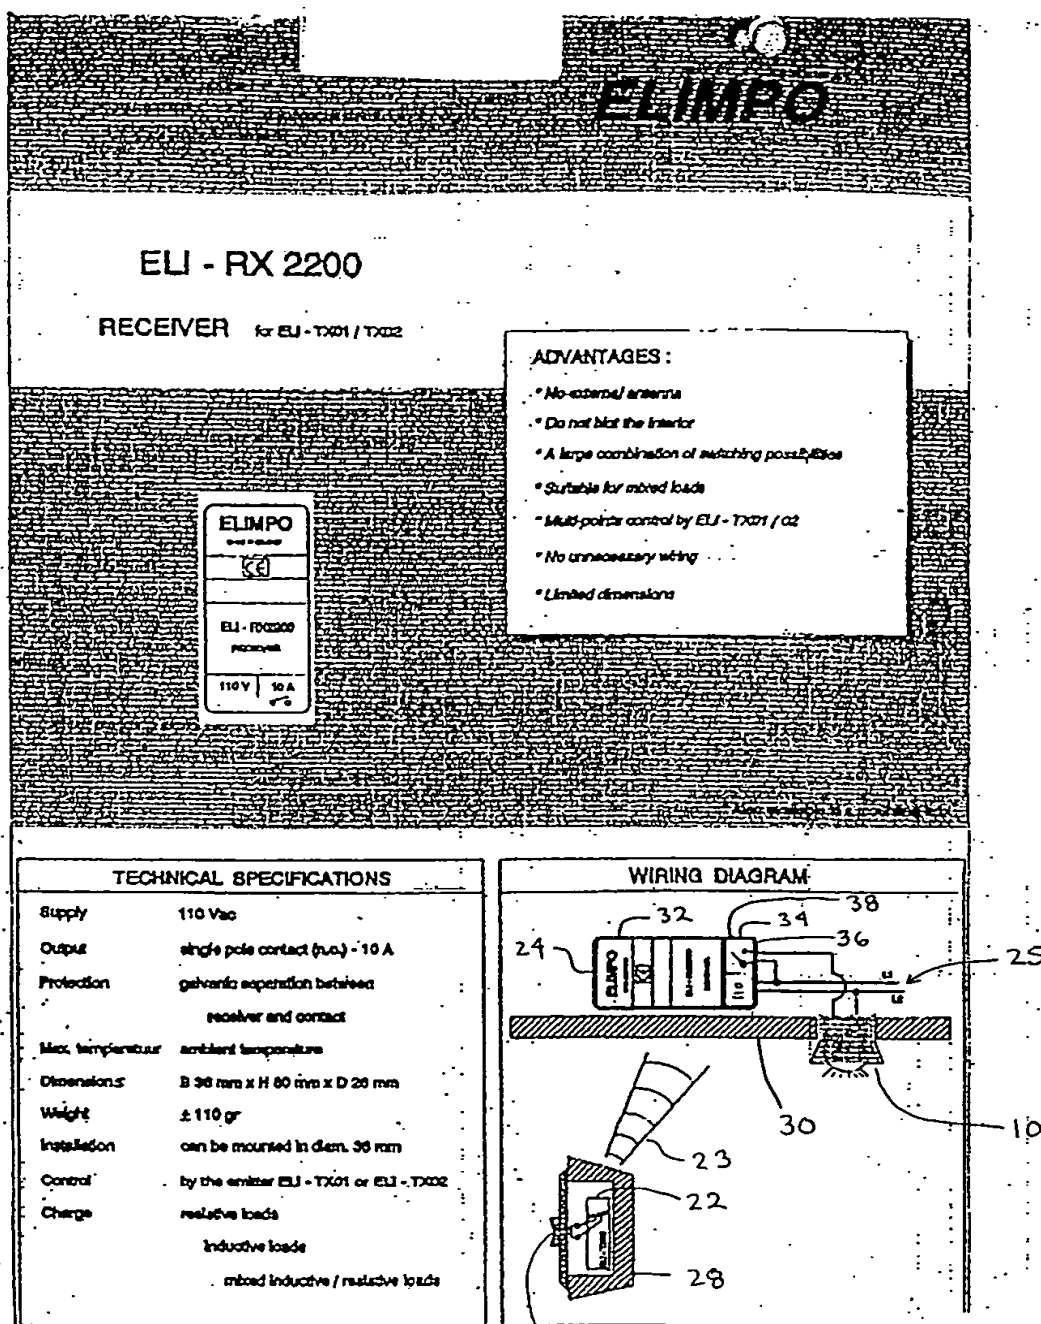 ELIMPO
ELI - RX 2200
RECEIVER for ELI - TX01 / TX02
ADVANTAGES :
* No external antenna
* Do not blot the interior
* A large combination of switching possibilities
* Suitable for mixed loads
* Multi-points control by ELI - TX01 / 02
* No unnecessary wiring
* Limited dimensions
ELIMPO
CE
ELI - RX2200
RECEIVER
110 V 10 A
TECHNICAL SPECIFICATIONS
Supply 110 Vac
Output single pole contact (n.o.) - 10 A
Protection galvanic separation between
receiver and contact
Max. temperatuur ambient temperature
Dimensions B 36 mm x H 80 mm x D 26 mm
Weight ± 110 gr
Installation can be mounted in diam. 36 mm
Control by the emitter ELI - TX01 or ELI - TX02
Charge resistive loads
inductive loads
mixed inductive / resistive loads
WIRING DIAGRAM
32
38
34
36
24
25
ELIMPO
CE
30
10
23
22
28